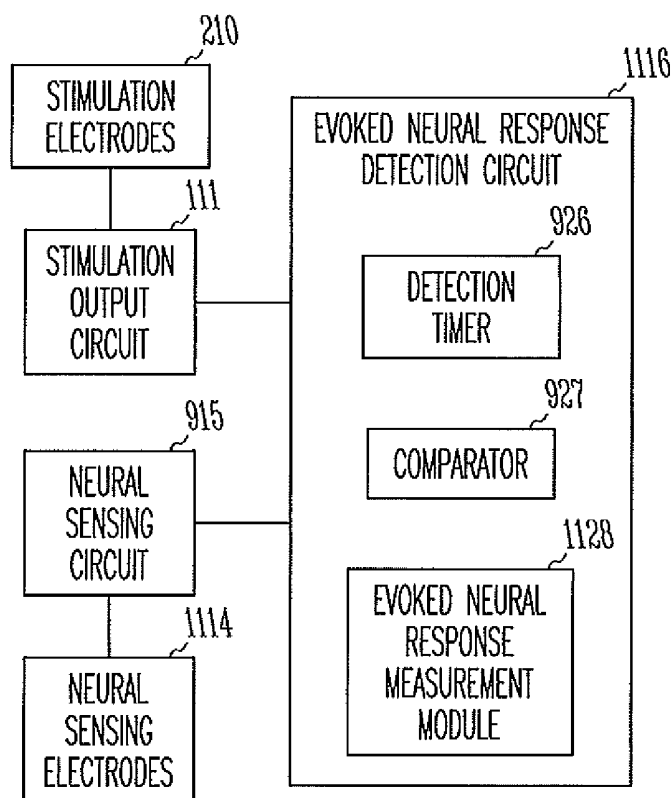 210
STIMULATION
ELECTRODES
111
STIMULATION
OUTPUT
CIRCUIT
915
NEURAL
SENSING
CIRCUIT
1114
NEURAL
SENSING
ELECTRODES
1116
EVOKED NEURAL RESPONSE
DETECTION CIRCUIT
926
DETECTION
TIMER
927
COMPARATOR
1128
EVOKED NEURAL
RESPONSE
MEASUREMENT
MODULE